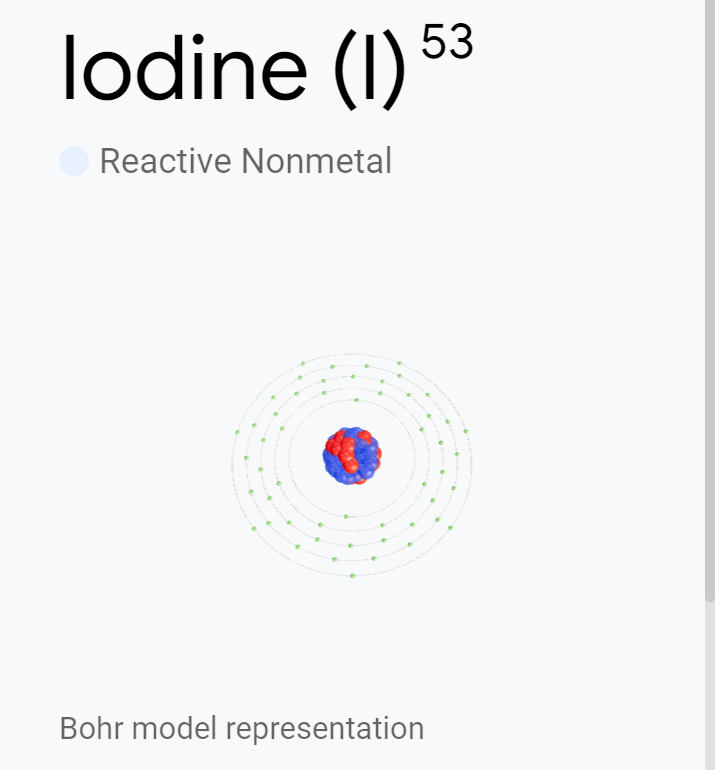 Iodine (I)⁵³
Reactive Nonmetal
Bohr model representation